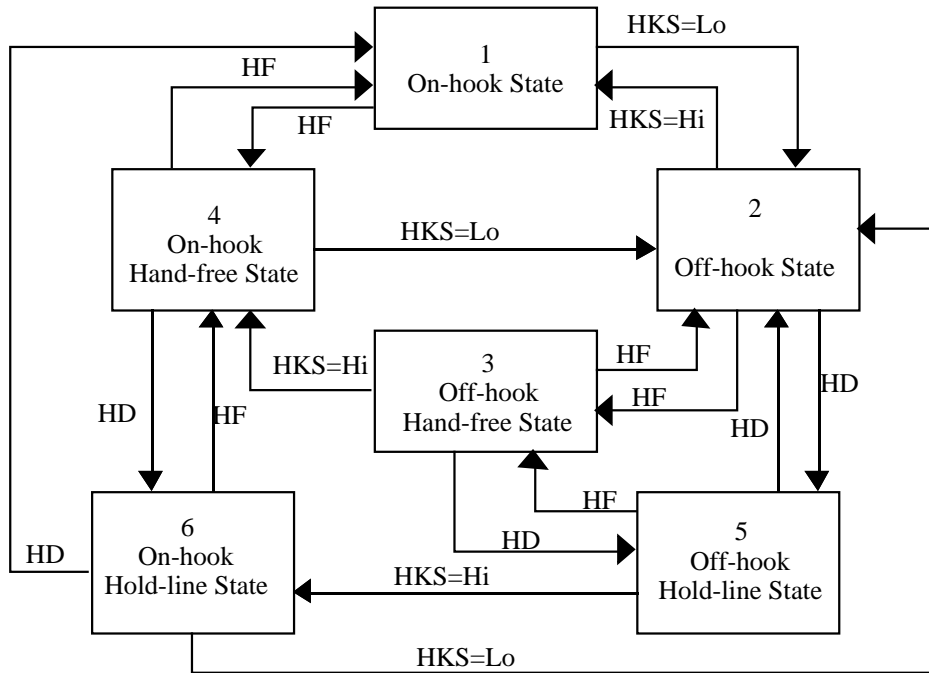 1
On-hook State
HKS=Lo
HF
HF
HKS=Hi
4
On-hook
Hand-free State
HKS=Lo
2
Off-hook State
3
Off-hook
Hand-free State
HKS=Hi
HF
HF
HD
HF
HD
HD
HF
HD
6
On-hook
Hold-line State
HD
HKS=Hi
5
Off-hook
Hold-line State
HKS=Lo